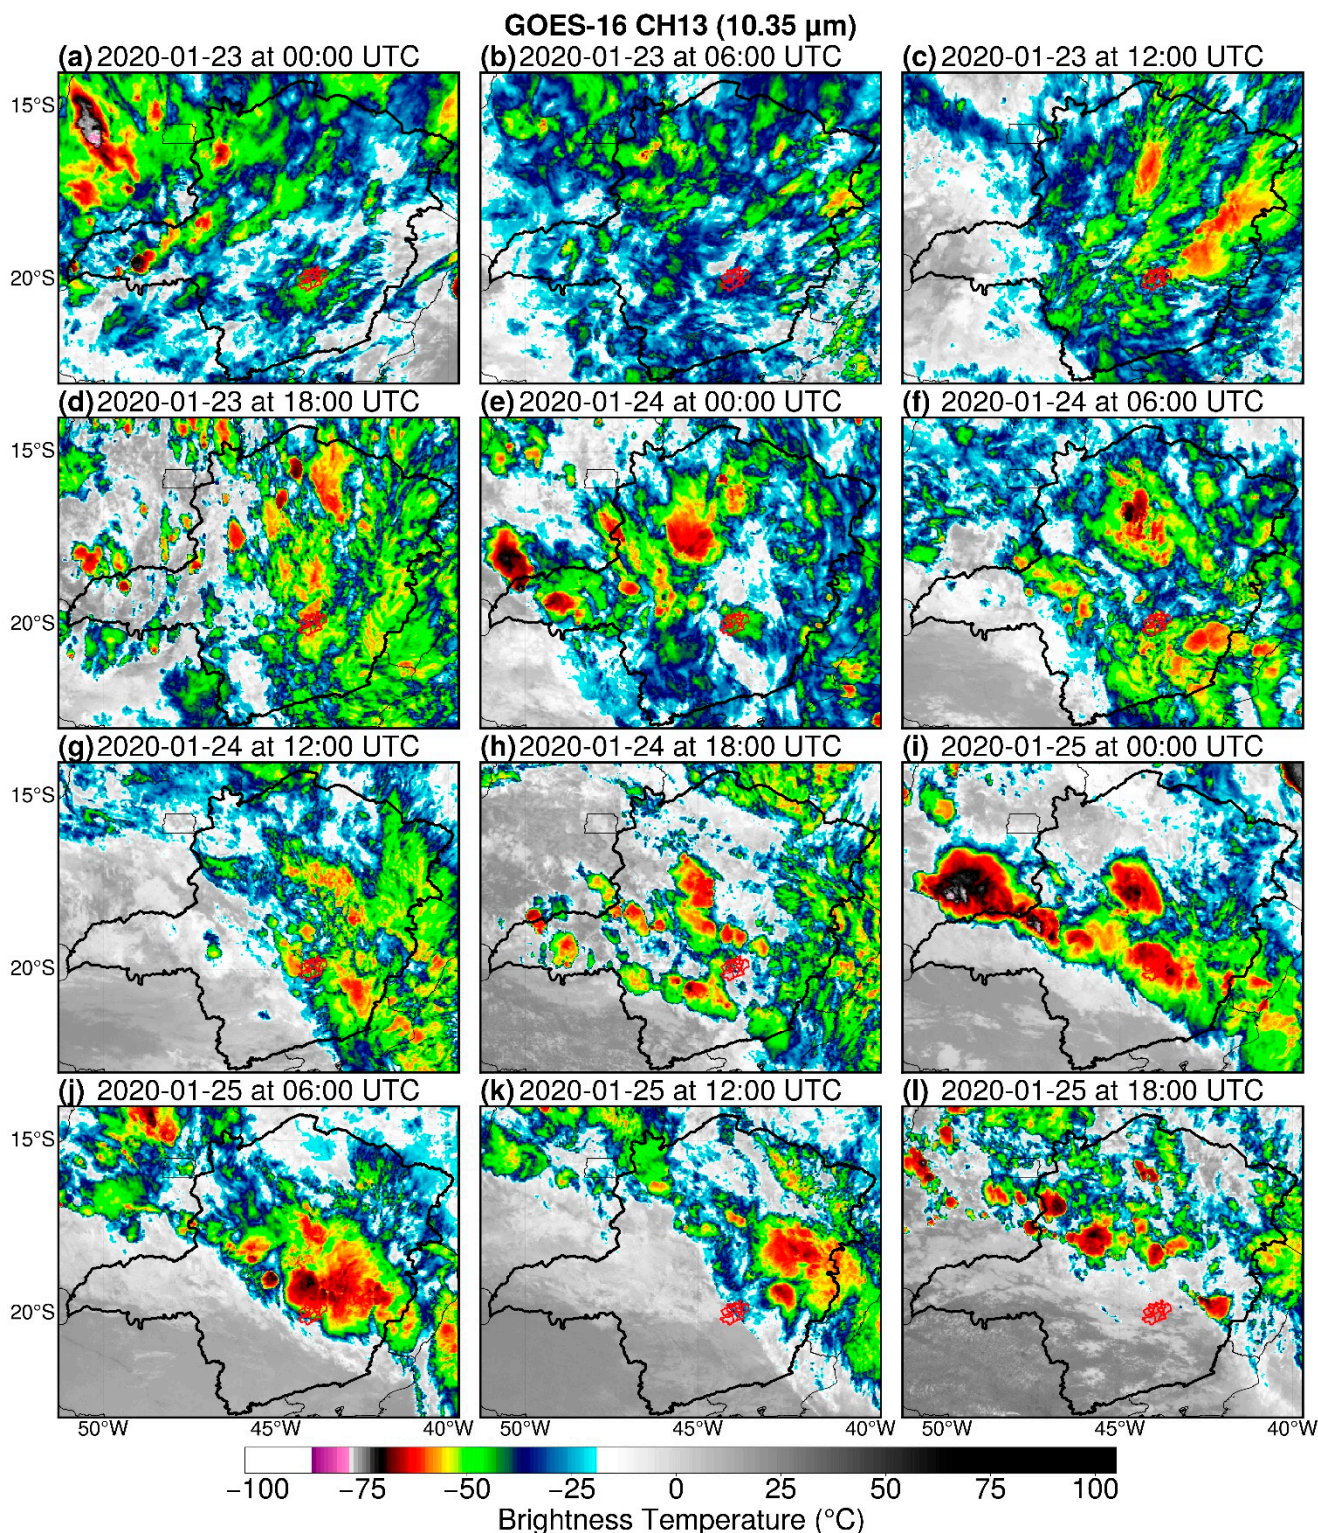 GOES-16 CH13 (10.35 µm)
(a) 2020-01-23 at 00:00 UTC (b) 2020-01-23 at 06:00 UTC (c) 2020-01-23 at 12:00 UTC
15°S
20°S
(d) 2020-01-23 at 18:00 UTC (e) 2020-01-24 at 00:00 UTC (f) 2020-01-24 at 06:00 UTC
15°S
20°S
(g) 2020-01-24 at 12:00 UTC (h) 2020-01-24 at 18:00 UTC (i) 2020-01-25 at 00:00 UTC
15°S
20°S
(j) 2020-01-25 at 06:00 UTC (k) 2020-01-25 at 12:00 UTC (l) 2020-01-25 at 18:00 UTC
15°S
20°S
50°W 45°W 40°W 50°W 45°W 40°W 50°W 45°W 40°W
−100 −75 −50 −25 0 25 50 75 100
Brightness Temperature (°C)